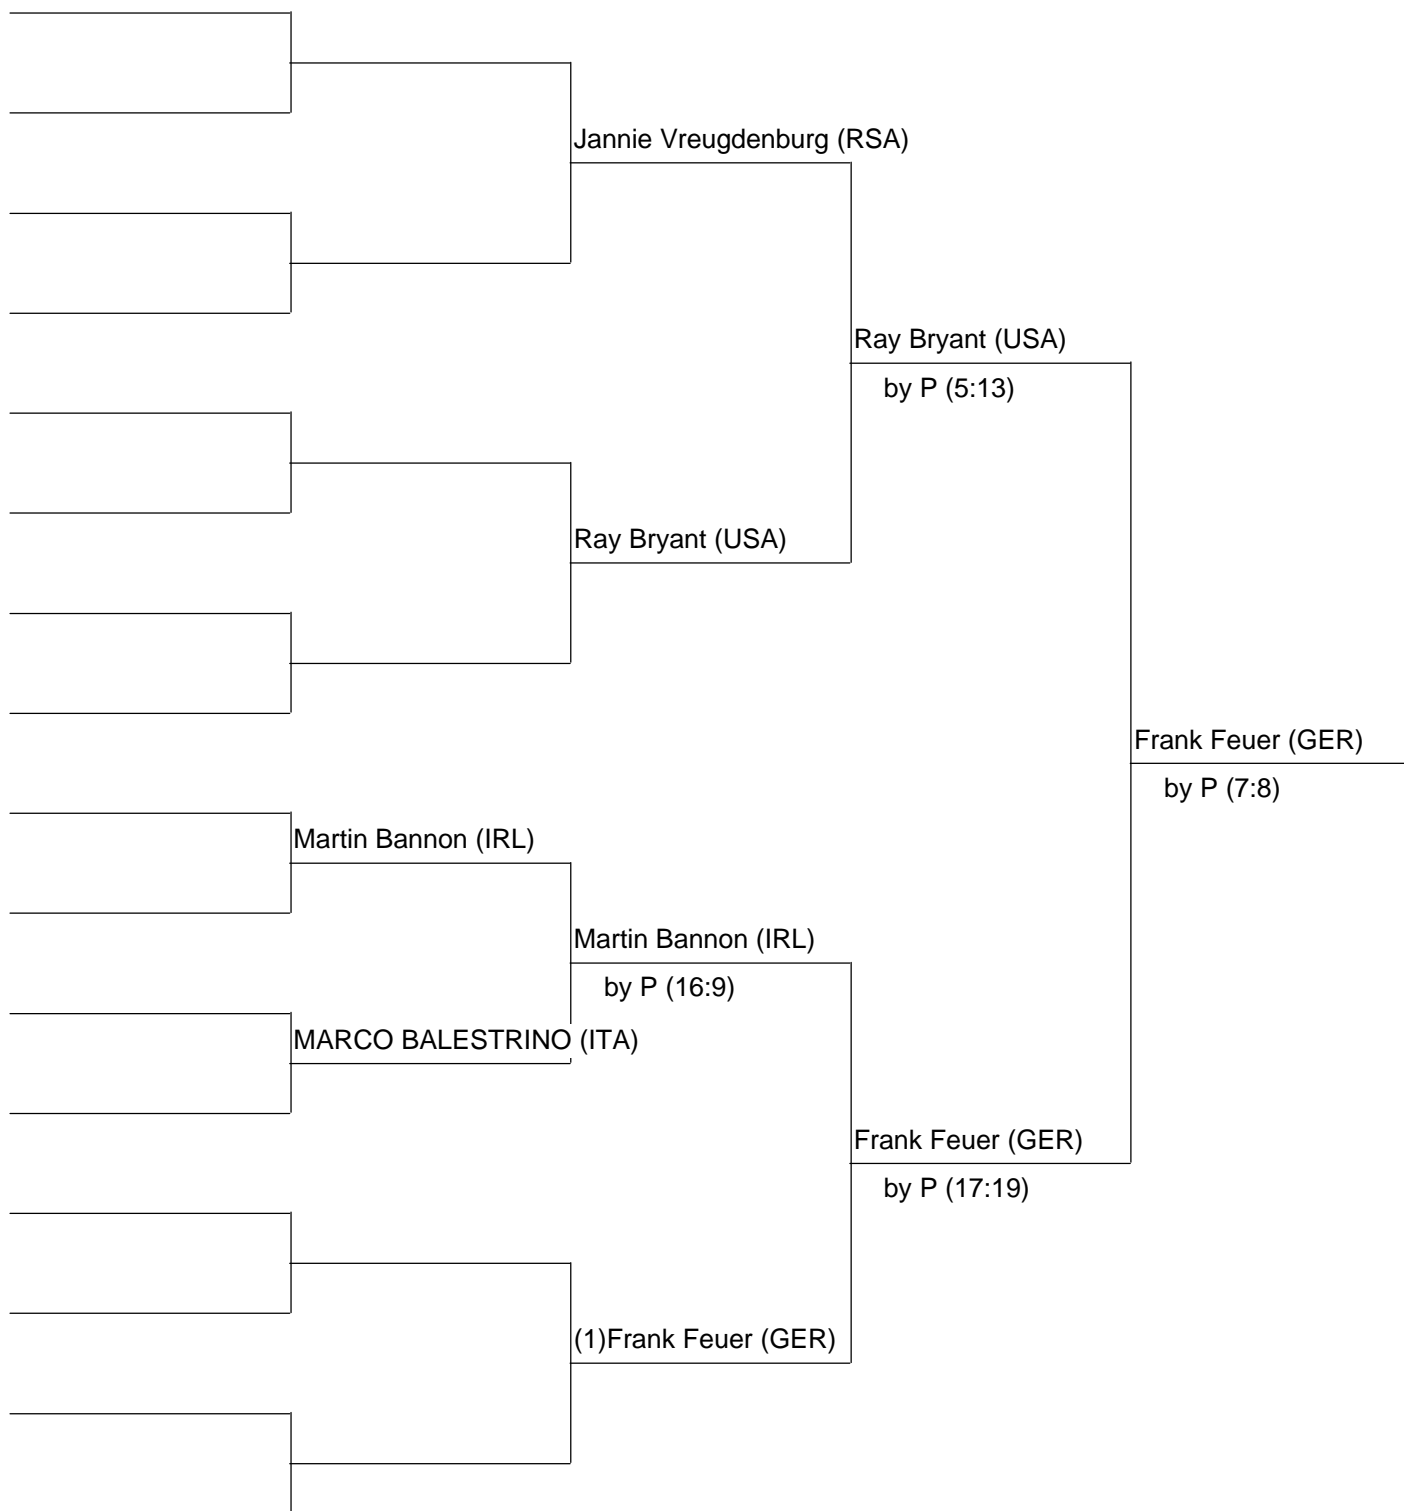 Jannie Vreugdenburg (RSA)
Ray Bryant (USA)
by P (5:13)
Ray Bryant (USA)
Frank Feuer (GER)
by P (7:8)
Martin Bannon (IRL)
Martin Bannon (IRL)
by P (16:9)
MARCO BALESTRINO (ITA)
Frank Feuer (GER)
by P (17:19)
(1)Frank Feuer (GER)